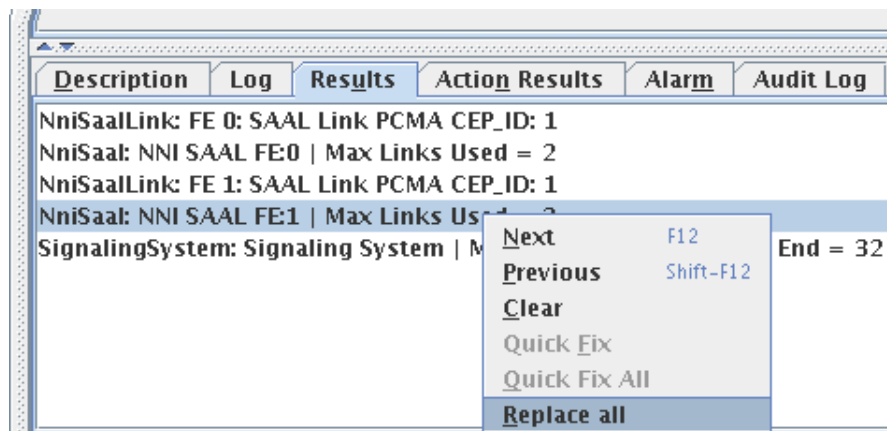 Description Log Results Action Results Alarm Audit Log
NniSaalLink: FE 0: SAAL Link PCMA CEP_ID: 1
NniSaal: NNI SAAL FE:0 | Max Links Used = 2
NniSaalLink: FE 1: SAAL Link PCMA CEP_ID: 1
NniSaal: NNI SAAL FE:1 | Max Links
SignalingSystem: Signaling System | End = 32
Next F12
Previous Shift-F12
Clear
Quick Fix
Quick Fix All
Replace all